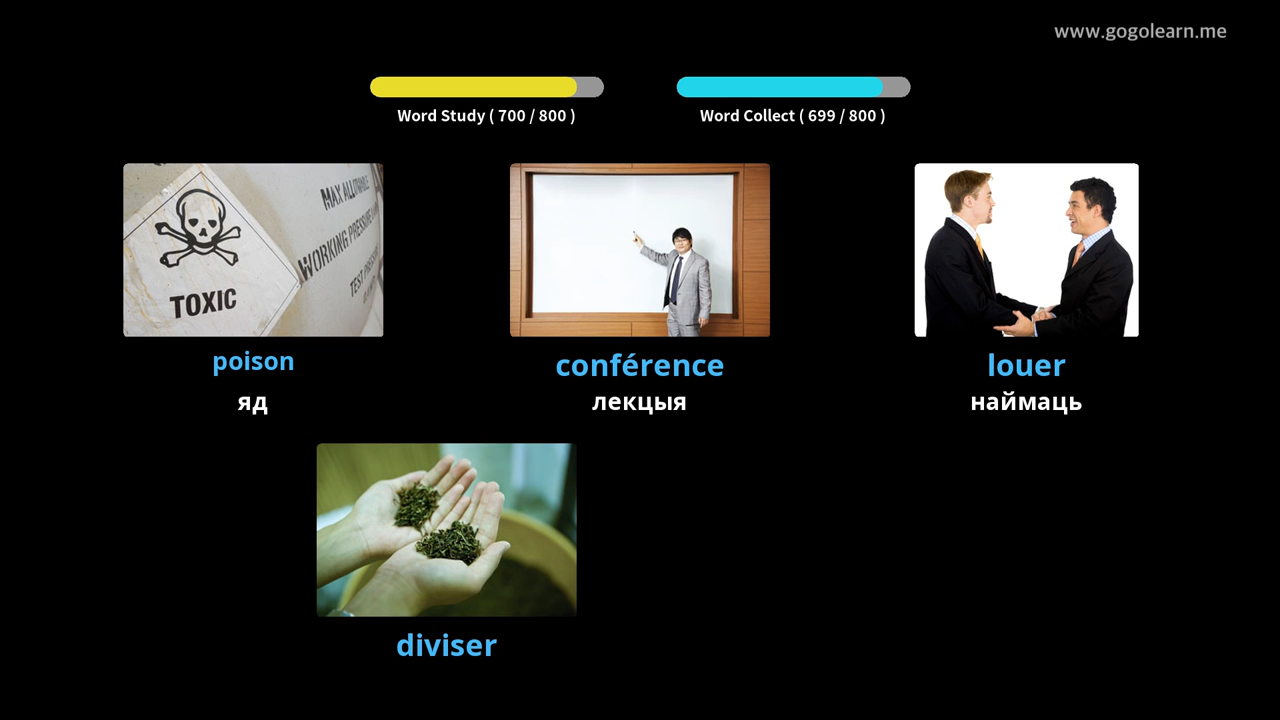 www.gogolearn.me
Word Study ( 700 / 800 )
Word Collect ( 699 / 800 )
TOXIC
MAX ALLOWABLE
WORKING PRESSURE
TEST PRESS
poison
conférence
louer
яд
лекцыя
наймаць
diviser